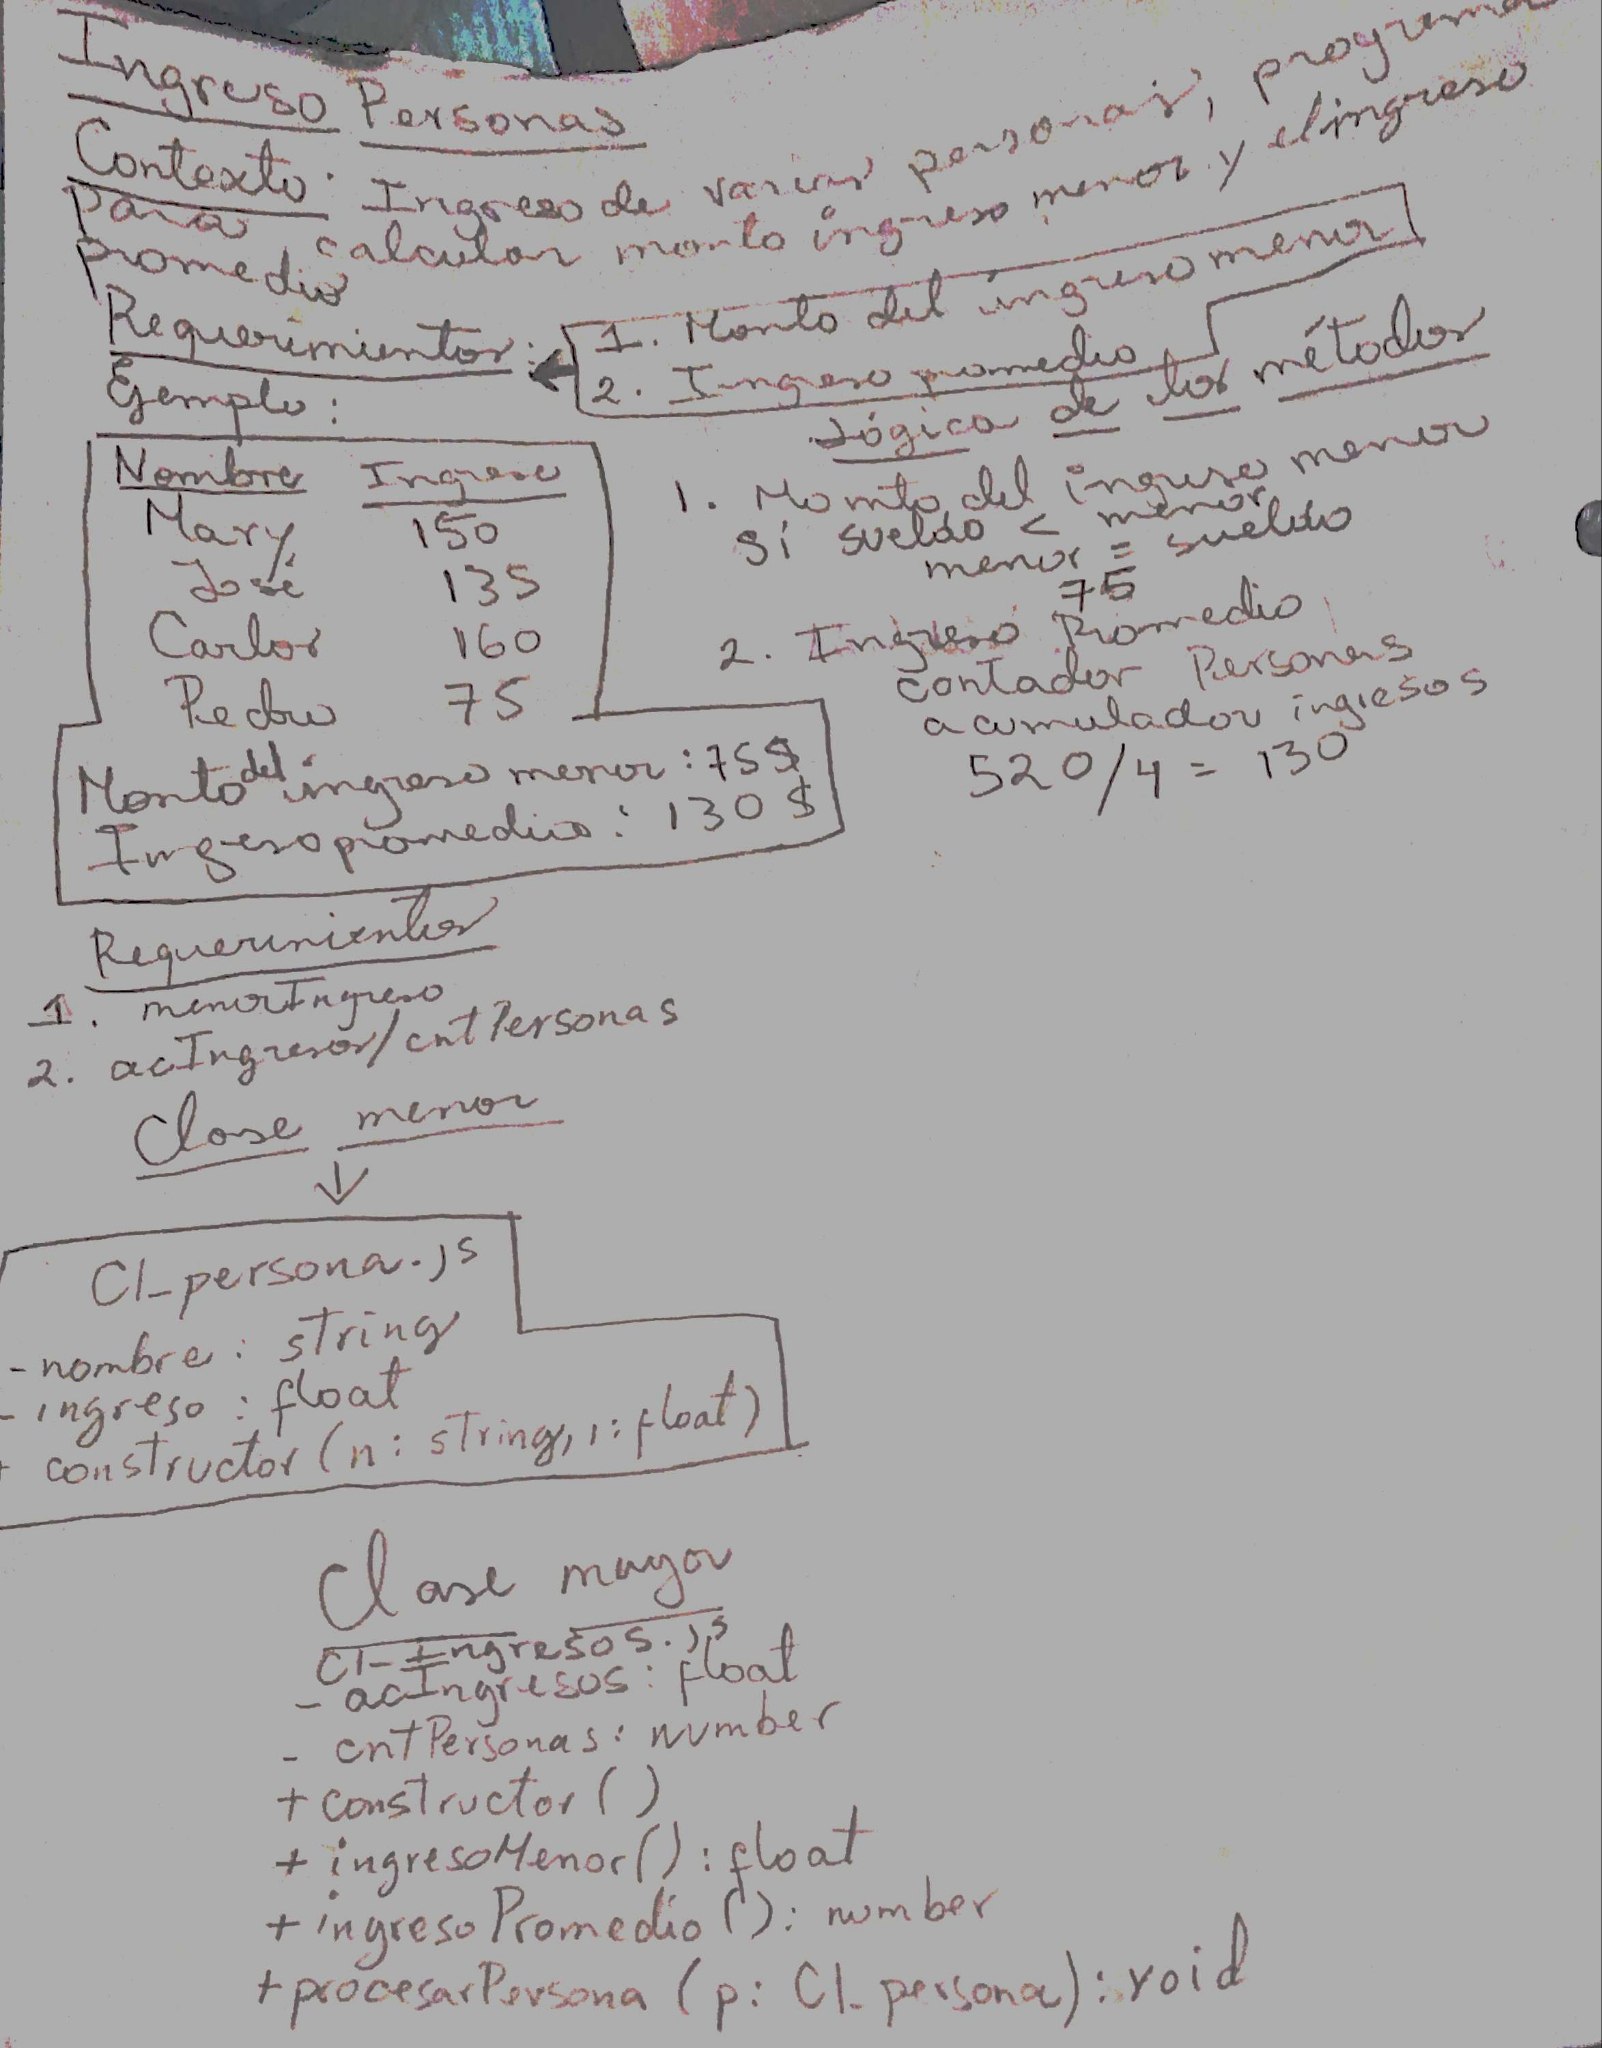 Ingreso Personas
Contexto: Ingreso de varias personas, programa
para calcular monto ingreso menor y el ingreso
promedio
Requerimientos: 1. Monto del ingreso menor
2. Ingreso promedio
Ejemplo:
Nombre Ingreso
Mary 150
José 135
Carlos 160
Pedro 75
Monto del ingreso menor: 75$
Ingreso promedio: 130$
Lógica de los métodos
1. Monto del ingreso menor
si sueldo < menor
menor = sueldo
75
2. Ingreso Promedio
contador Personas
acumulador ingresos
520/4 = 130
Requerimientos
1. menorIngreso
2. acIngresos/cntPersonas
Clase menor
Cl_persona.js
- nombre: string
- ingreso: float
+ constructor(n: string, i: float)
Clase mayor
Cl_Ingresos.js
- acIngresos: float
- cntPersonas: number
+ constructor()
+ ingresoMenor(): float
+ ingresoPromedio(): number
+ procesarPersona(p: Cl_persona): void